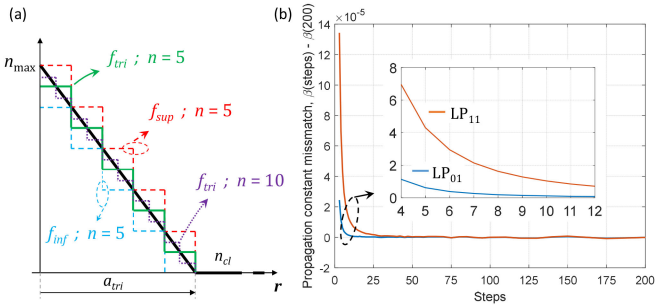 (a)
n_max
f_tri ; n = 5
f_sup ; n = 5
f_tri ; n = 10
f_inf ; n = 5
n_cl
r
a_tri
(b)
×10⁻⁵
Propagation constant missmatch, β(steps) - β(200)
14
12
10
8
6
4
2
0
-2
8
6
4
2
0
LP₁₁
LP₀₁
4 5 6 7 8 9 10 11 12
0 25 50 75 100 125 150 175 200
Steps